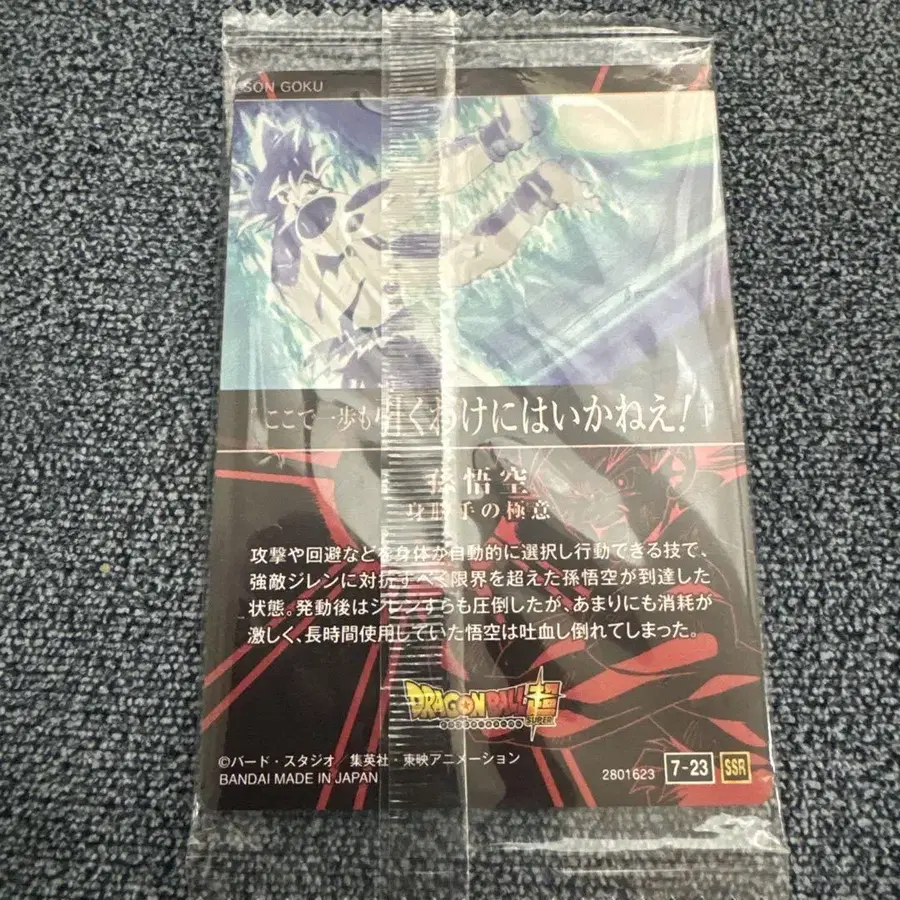 SON GOKU
「ここで一歩も引くわけにはいかねえ!」
孫悟空
身勝手の極意
攻撃や回避などを身体が自動的に選択し行動できる技で、
強敵ジレンに対抗すべく限界を超えた孫悟空が到達した
状態。発動後はジレンすらも圧倒したが、あまりにも消耗が
激しく、長時間使用していた悟空は吐血し倒れてしまった。
DRAGON BALL超
SUPER
©バード・スタジオ/集英社・東映アニメーション
BANDAI MADE IN JAPAN
2801623 7-23 SSR